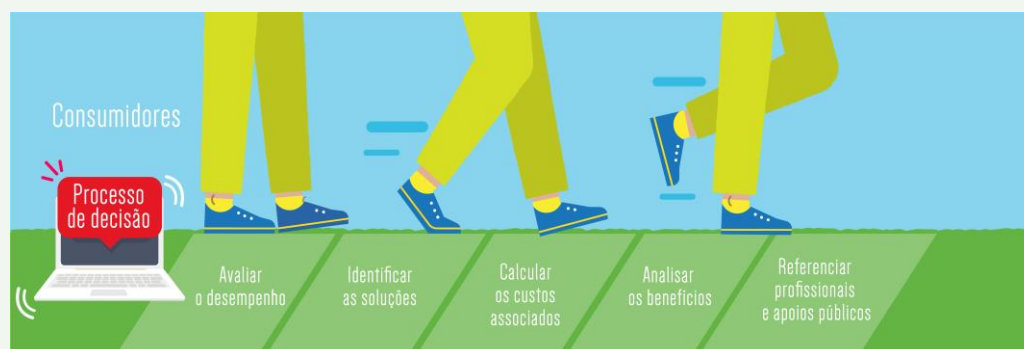 Consumidores
Processo
de decisão
Avaliar
o desempenho
Identificar
as soluções
Calcular
os custos
associados
Analisar
os benefícios
Referenciar
profissionais
e apoios públicos